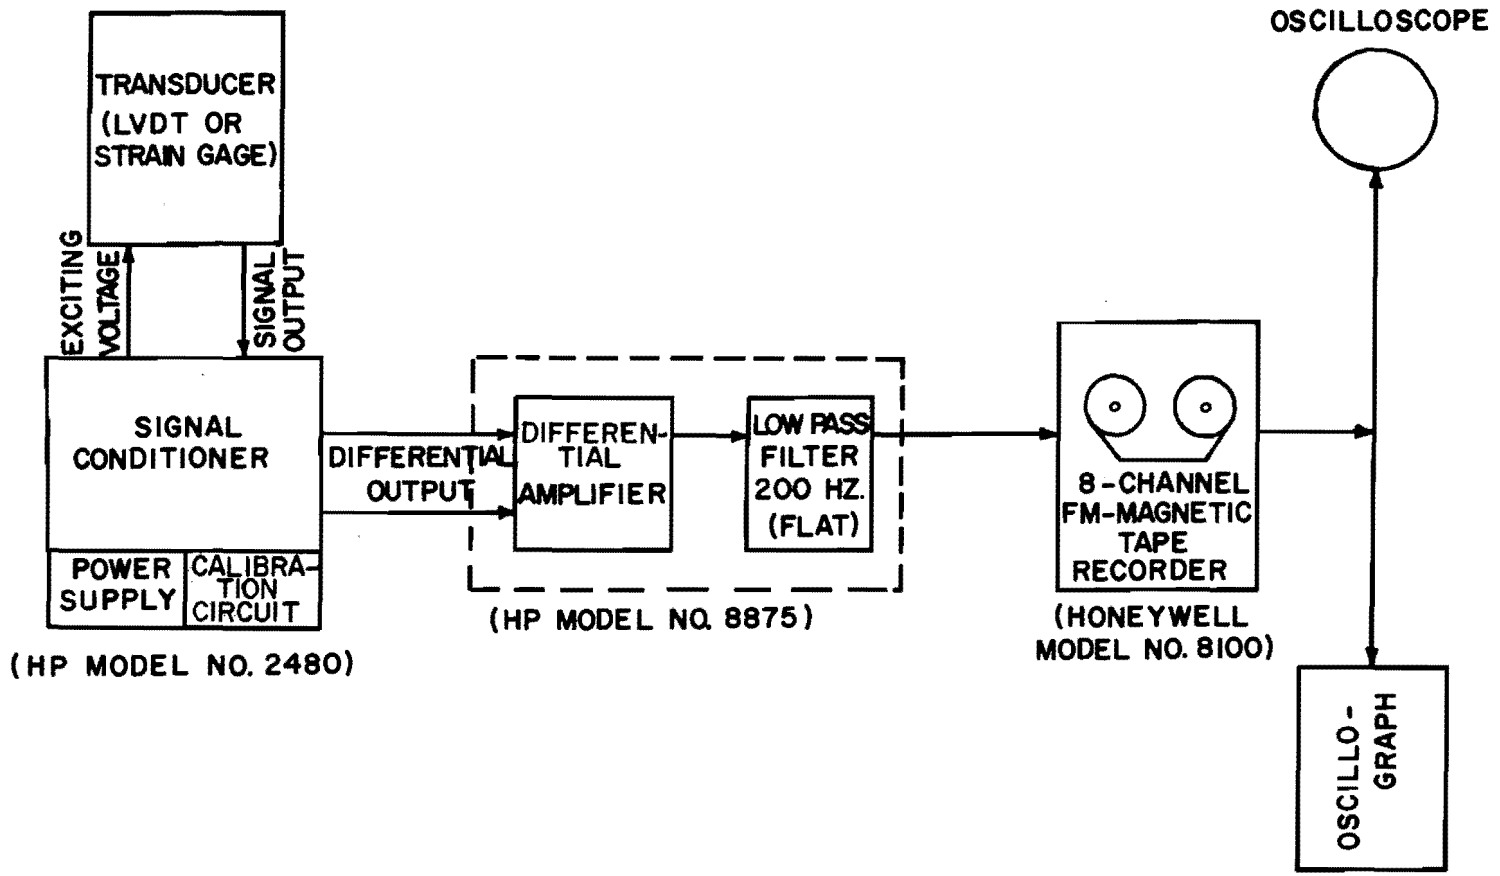 OSCILLOSCOPE
TRANSDUCER
(LVDT OR
STRAIN GAGE)
EXCITING
VOLTAGE
SIGNAL
OUTPUT
SIGNAL
CONDITIONER
POWER
SUPPLY
CALIBRA-
TION
CIRCUIT
(HP MODEL NO. 2480)
DIFFERENTIAL
OUTPUT
DIFFEREN-
TIAL
AMPLIFIER
LOW PASS
FILTER
200 HZ.
(FLAT)
(HP MODEL NO. 8875)
8-CHANNEL
FM-MAGNETIC
TAPE
RECORDER
(HONEYWELL
MODEL NO. 8100)
OSCILLO-
GRAPH